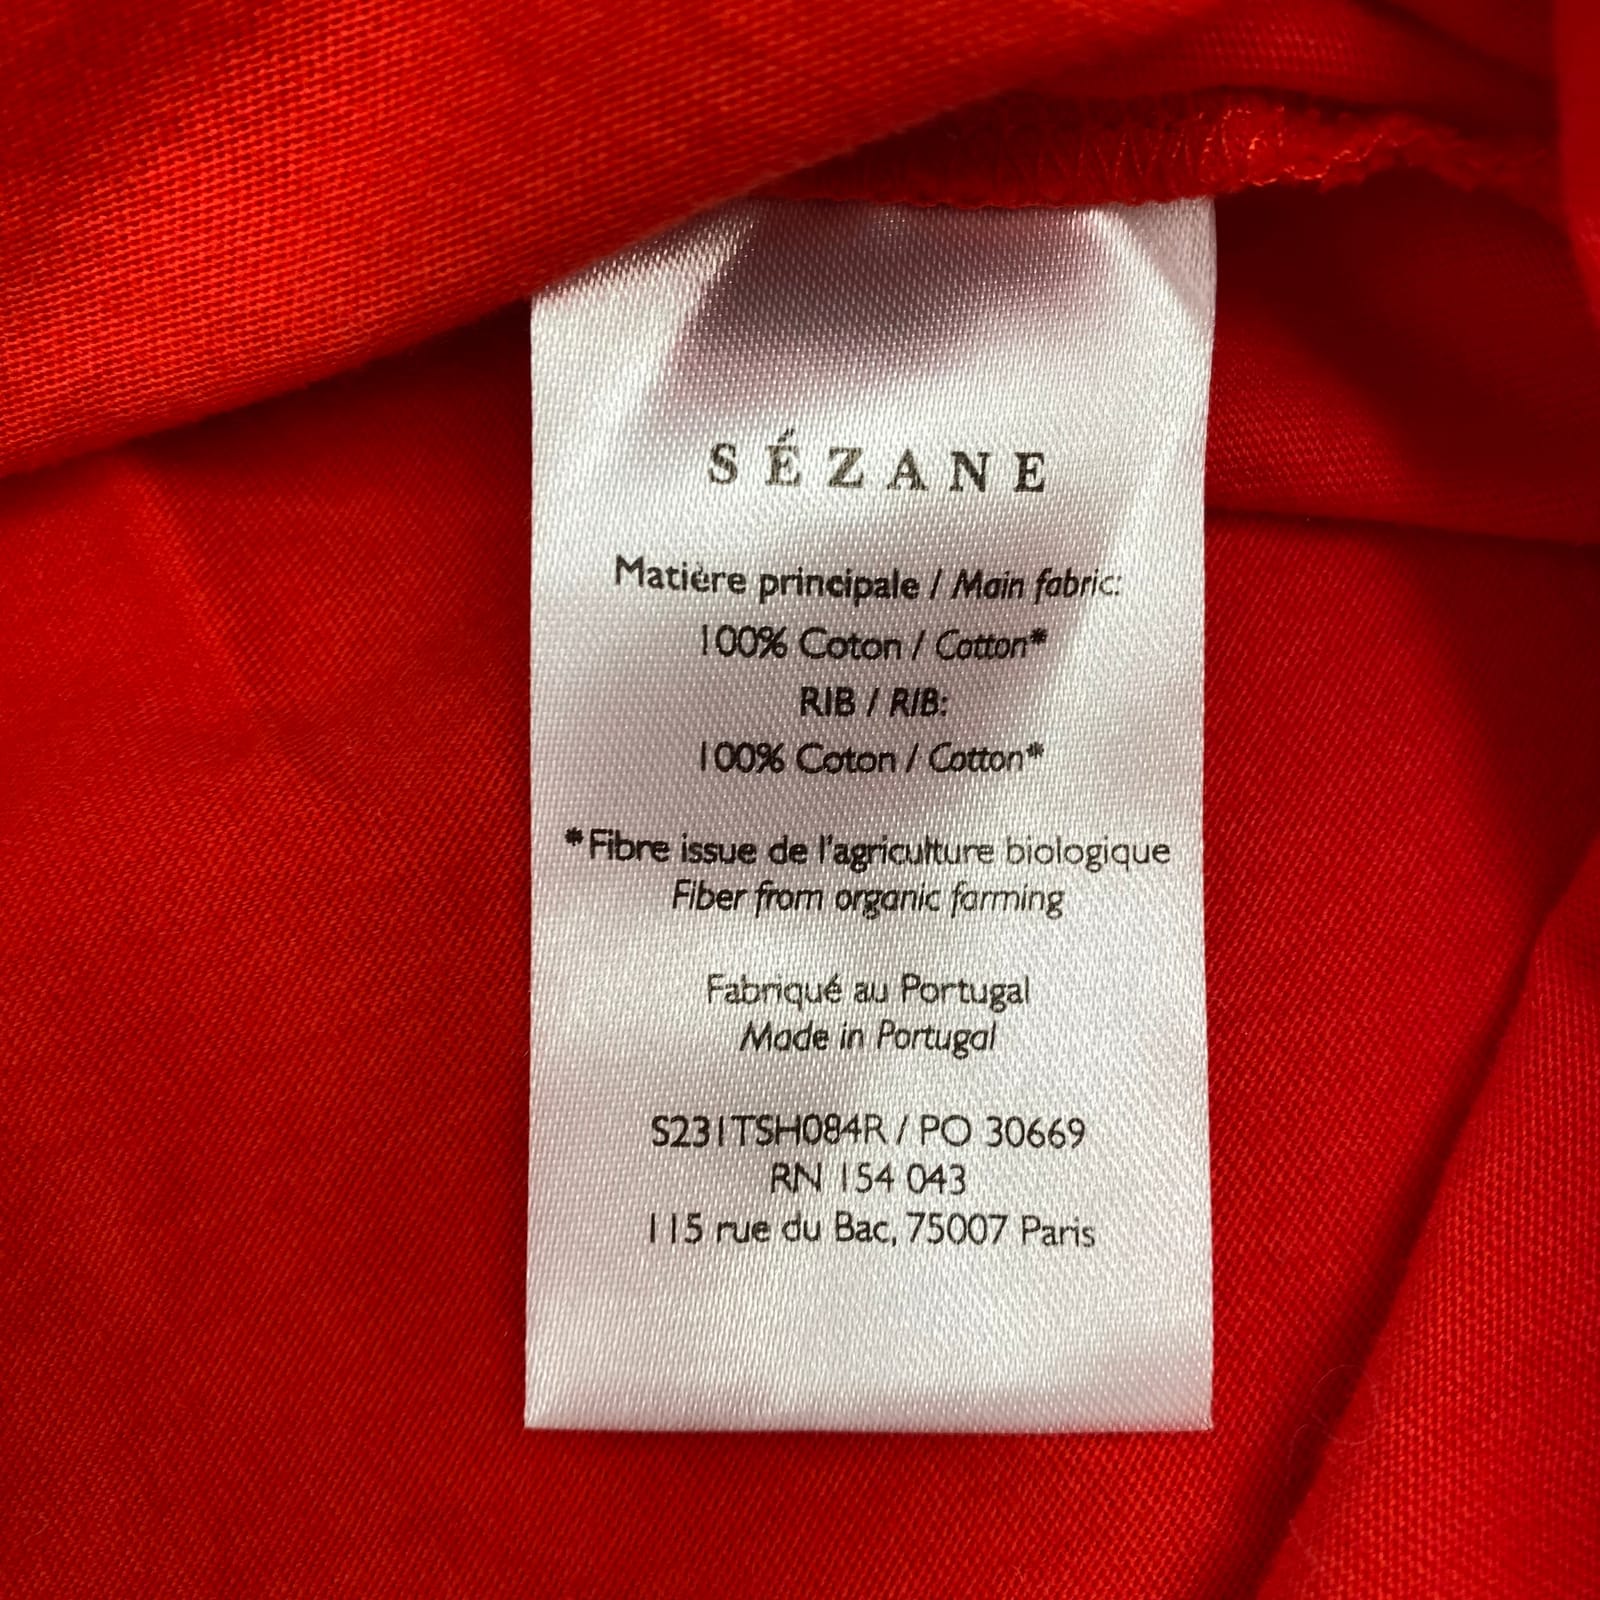 SÉZANE
Matière principale / Main fabric:
100% Coton / Cotton*
RIB / RIB:
100% Coton / Cotton*
*Fibre issue de l'agriculture biologique
Fiber from organic farming
Fabriqué au Portugal
Made in Portugal
S231TSH084R / PO 30669
RN 154 043
115 rue du Bac, 75007 Paris